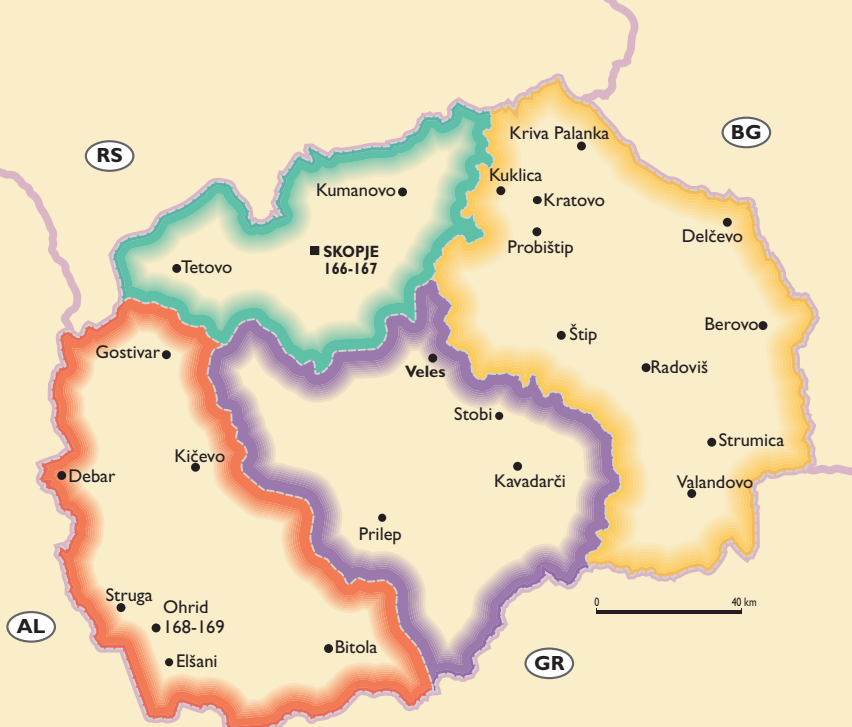 Kriva Palanka
RS
BG
Kuklica
Kumanovo
Kratovo
Delčevo
Probištip
SKOPJE
166-167
Tetovo
Berovo
Štip
Gostivar
Radoviš
Veles
Stobi
Strumica
Kičevo
Debar
Kavadarči
Valandovo
Prilep
Struga
Ohrid
168-169
0
40 km
AL
Bitola
Elšani
GR